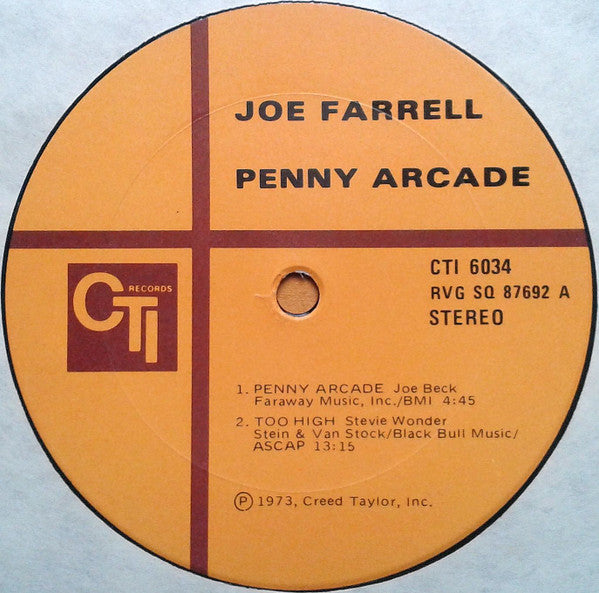 JOE FARRELL
PENNY ARCADE
CTI 6034
RVG SQ 87692 A
STEREO
CTI RECORDS
1. PENNY ARCADE Joe Beck
Faraway Music, Inc./BMI 4:45
2. TOO HIGH Stevie Wonder
Stein & Van Stock/Black Bull Music/
ASCAP 13:15
℗ 1973, Creed Taylor, Inc.